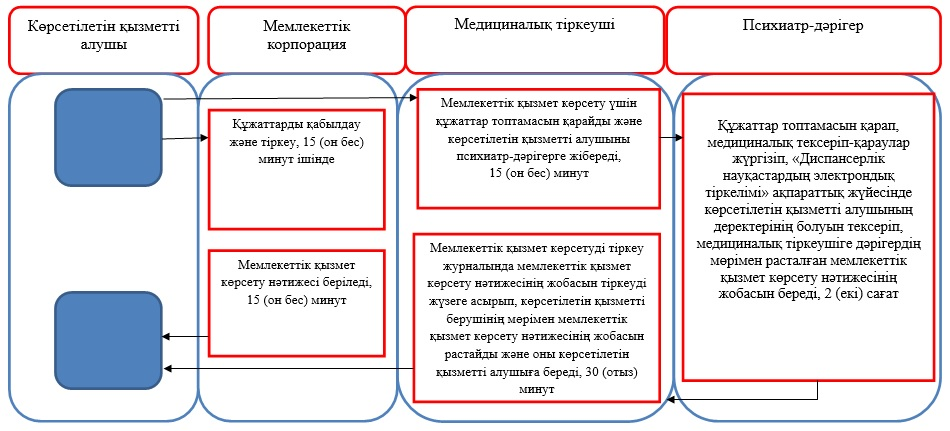 Көрсетілетін қызметті
алушы
Мемлекеттік
корпорация
Медициналық тіркеуші
Психиатр-дәрігер
Құжаттарды қабылдау
және тіркеу, 15 (он бес)
минут ішінде
Мемлекеттік қызмет көрсету үшін
құжаттар топтамасын қарайды және
көрсетілетін қызметті алушыны
психиатр-дәрігерге жібереді,
15 (он бес) минут
Құжаттар топтамасын қарап,
медициналық тексеріп-қараулар
жүргізіп, «Диспансерлік
науқастардың электрондық
тіркелімі» ақпараттық жүйесінде
көрсетілетін қызметті алушының
деректерінің болуын тексеріп,
медициналық тіркеушіге дәрігердің
мөрімен расталған мемлекеттік
қызмет көрсету нәтижесінің
жобасын береді, 2 (екі) сағат
Мемлекеттік қызмет
көрсету нәтижесі беріледі,
15 (он бес) минут
Мемлекеттік қызмет көрсетуді тіркеу
журналында мемлекеттік қызмет
көрсету нәтижесінің жобасын тіркеуді
жүзеге асырып, көрсетілетін қызметті
берушінің мөрімен мемлекеттік
қызмет көрсету нәтижесінің жобасын
растайды және оны көрсетілетін
қызметті алушыға береді, 30 (отыз)
минут